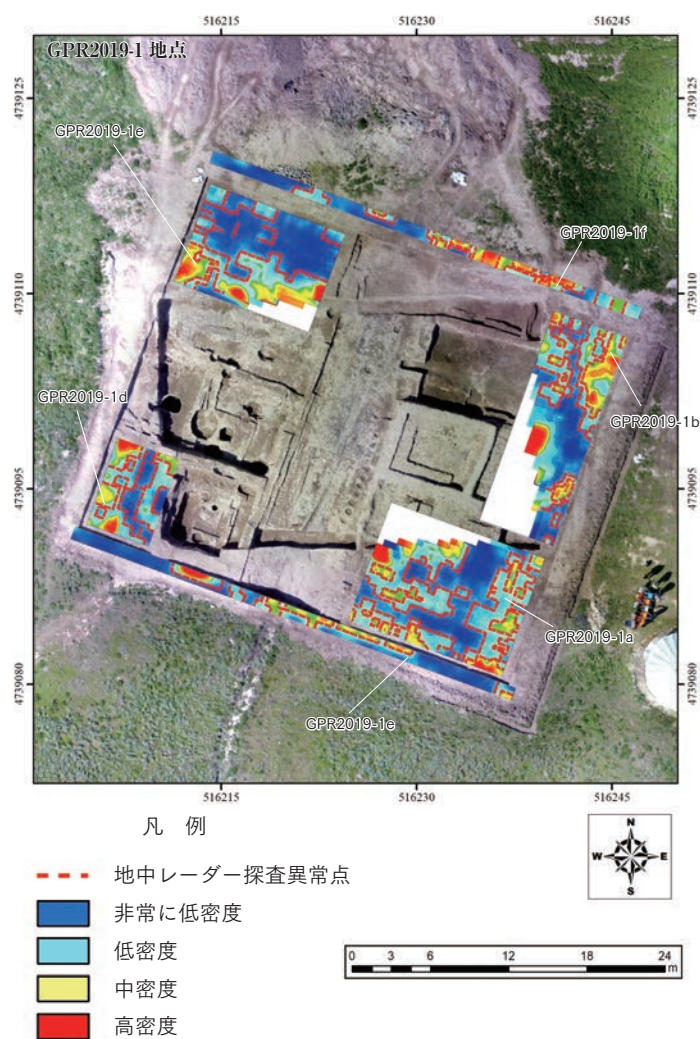 516215 516230 516245
GPR2019-1 地点
4739125
4739125
GPR2019-1e
GPR2019-1f
4739110
4739110
GPR2019-1d
GPR2019-1b
4739095
4739095
GPR2019-1a
4739080
4739080
GPR2019-1e
516215 516230 516245
凡 例
地中レーダー探査異常点
非常に低密度
低密度
中密度
高密度
N
W E
S
0 3 6 12 18 24
m